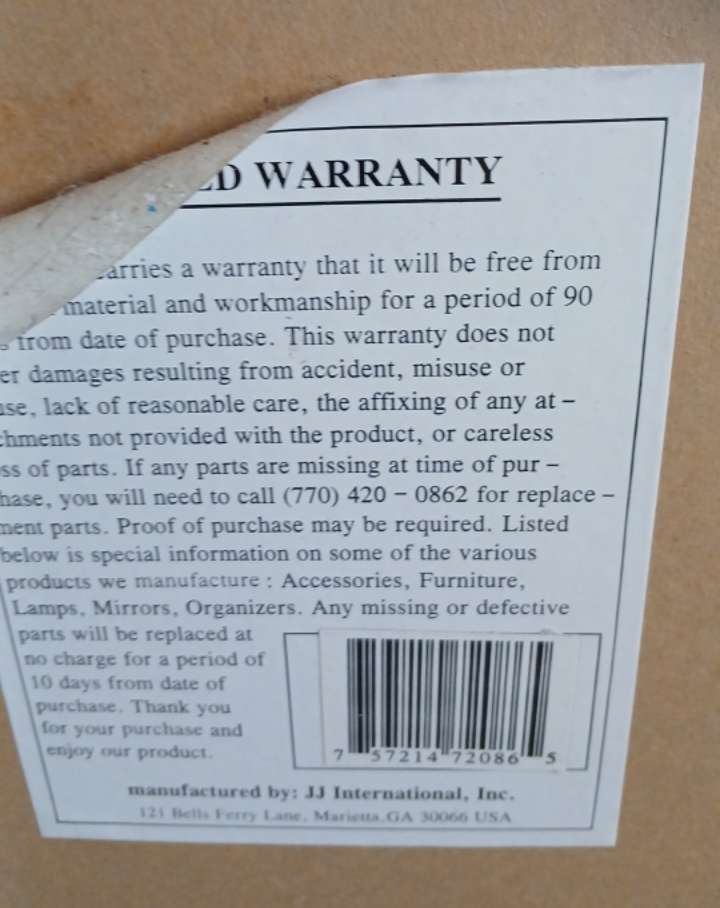 WARRANTY
a warranty that it will be free from
material and workmanship for a period of 90
from date of purchase. This warranty does not
er damages resulting from accident, misuse or
use, lack of reasonable care, the affixing of any at –
chments not provided with the product, or careless
ss of parts. If any parts are missing at time of pur –
hase, you will need to call (770) 420 – 0862 for replace –
ment parts. Proof of purchase may be required. Listed
below is special information on some of the various
products we manufacture : Accessories, Furniture,
Lamps, Mirrors, Organizers. Any missing or defective
parts will be replaced at
no charge for a period of
10 days from date of
purchase. Thank you
for your purchase and
enjoy our product.
7 57214 72086 5
manufactured by: JJ International, Inc.
121 Bells Ferry Lane, Marietta,GA 30066 USA